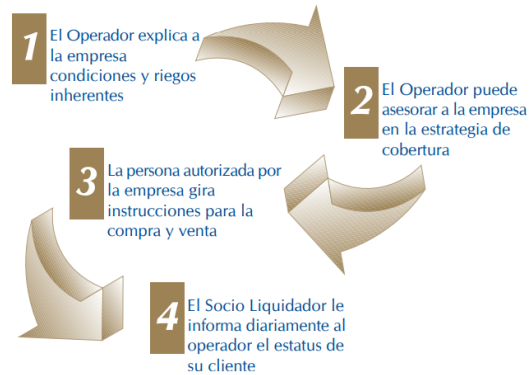 1
El Operador explica a
la empresa
condiciones y riegos
inherentes
2
El Operador puede
asesorar a la empresa
en la estrategia de
cobertura
3
La persona autorizada por
la empresa gira
instrucciones para la
compra y venta
4
El Socio Liquidador le
informa diariamente al
operador el estatus de
su cliente